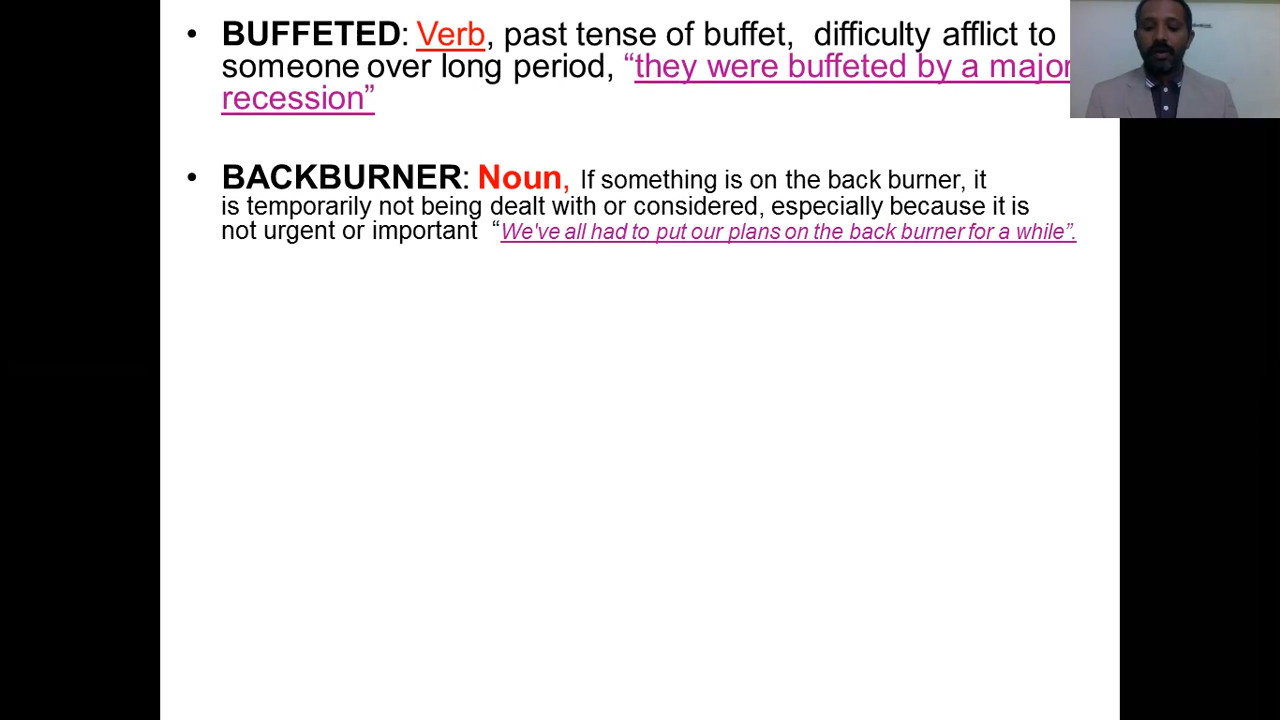 • BUFFETED: Verb, past tense of buffet, difficulty afflict to
someone over long period, “they were buffeted by a major
recession”
• BACKBURNER: Noun, If something is on the back burner, it
is temporarily not being dealt with or considered, especially because it is
not urgent or important “We've all had to put our plans on the back burner for a while”.